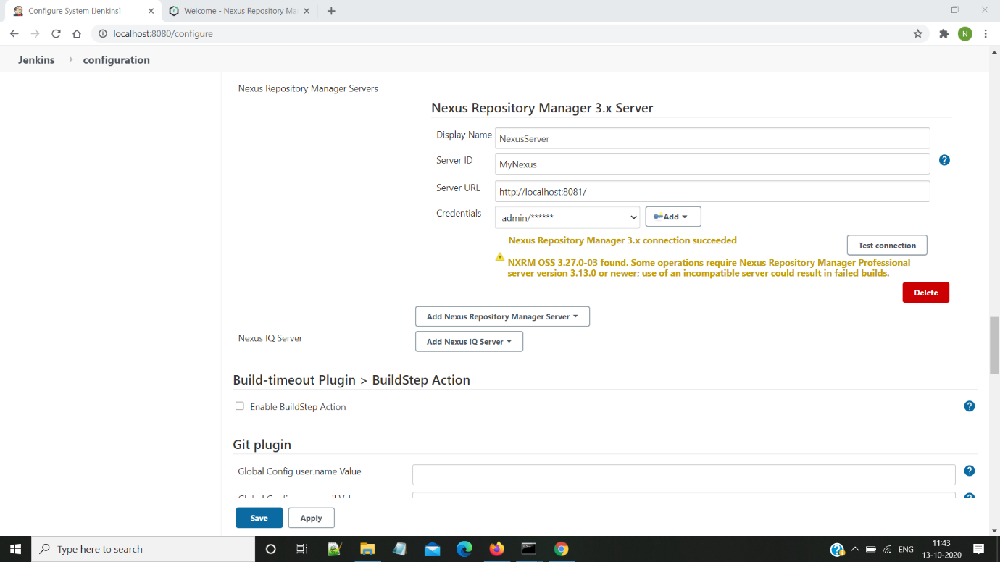 Configure System [Jenkins]
Welcome - Nexus Repository Ma
localhost:8080/configure
N
Jenkins
configuration
Nexus Repository Manager Servers
Nexus Repository Manager 3.x Server
Display Name
NexusServer
Server ID
MyNexus
?
Server URL
http://localhost:8081/
Credentials
admin/******
Add
Nexus Repository Manager 3.x connection succeeded
Test connection
NXRM OSS 3.27.0-03 found. Some operations require Nexus Repository Manager Professional
server version 3.13.0 or newer; use of an incompatible server could result in failed builds.
Delete
Add Nexus Repository Manager Server
Nexus IQ Server
Add Nexus IQ Server
Build-timeout Plugin > BuildStep Action
Enable BuildStep Action
?
Git plugin
Global Config user.name Value
?
Global Config user.email Value
?
Save
Apply
Type here to search
ENG
11:43
13-10-2020